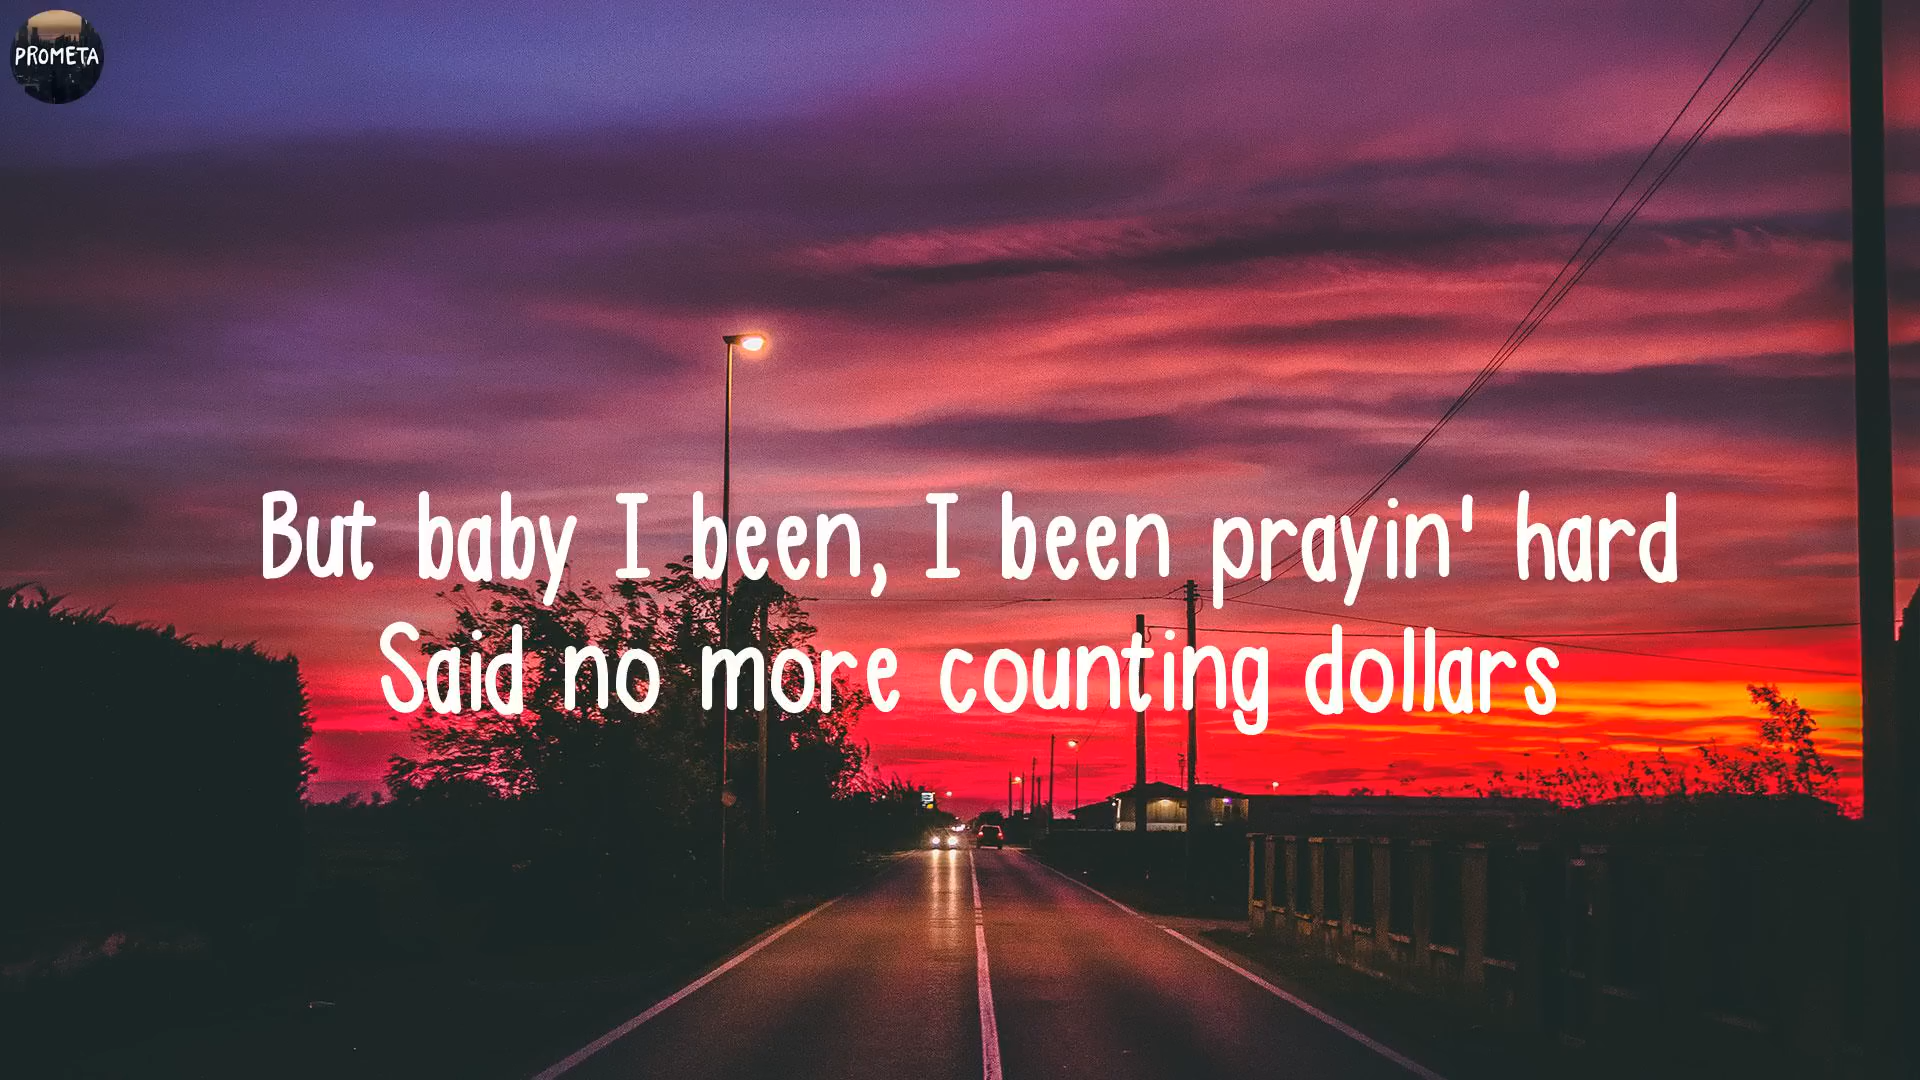 PROMETA
But baby I been, I been prayin' hard
Said no more counting dollars